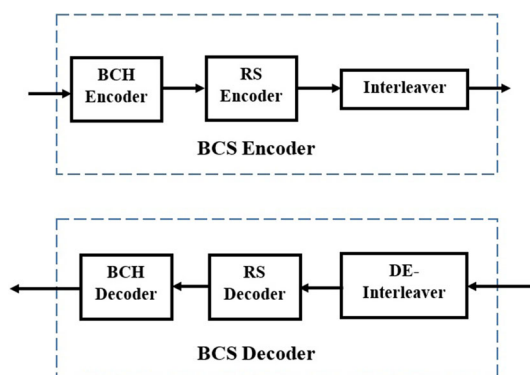 BCH
Encoder
RS
Encoder
Interleaver
BCS Encoder
BCH
Decoder
RS
Decoder
DE-
Interleaver
BCS Decoder